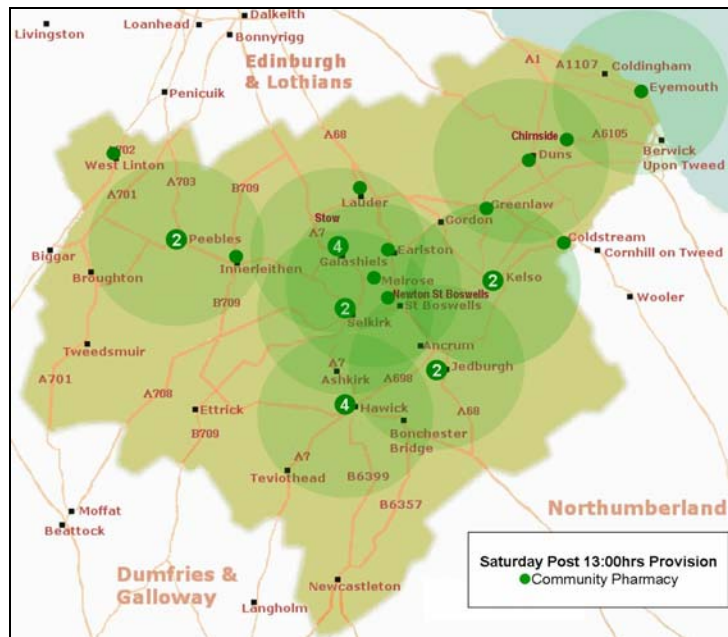 Livingston
Loanhead
Dalkeith
Bonnyrigg
Edinburgh
& Lothians
Penicuik
A1
A1107
Coldingham
Eyemouth
A702
West Linton
A703
A701
B709
A68
Chirnside
A6105
Duns
Berwick
Upon Tweed
Lauder
Stow
Greenlaw
Gordon
A7
2
Peebles
4
Earlston
Galashiels
Coldstream
Cornhill on Tweed
Biggar
Innerleithen
Broughton
Melrose
2
Kelso
Newton St Boswells
St Boswells
Wooler
B709
2
Selkirk
Tweedsmuir
Ancrum
A7
Ashkirk
A698
2
Jedburgh
A701
A708
Ettrick
4
Hawick
A68
B709
Bonchester
Bridge
A7
Teviothead
B6399
B6357
Moffat
Beattock
Northumberland
Dumfries &
Galloway
Newcastleton
Langholm
Saturday Post 13:00hrs Provision
Community Pharmacy